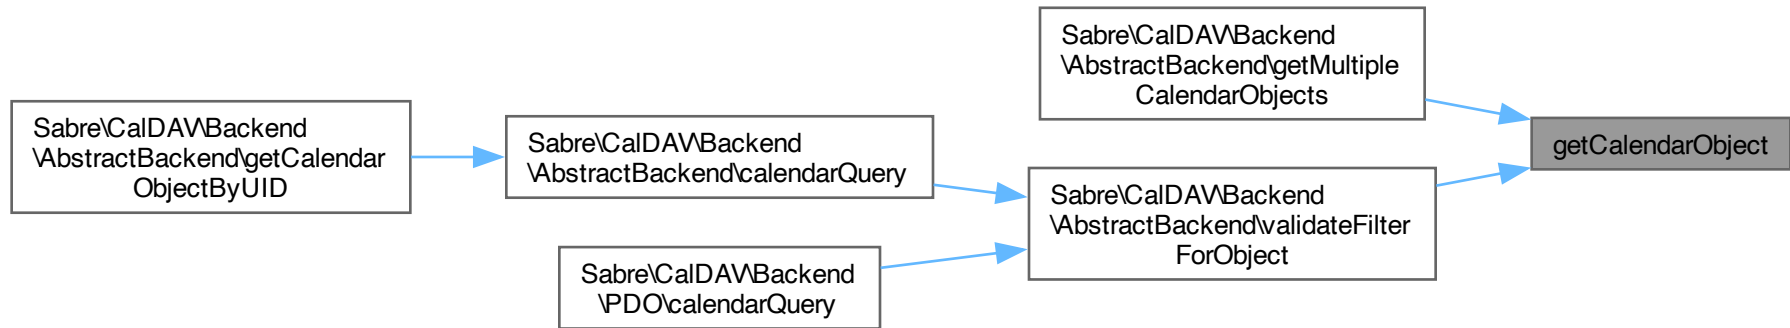 Sabre\CalDAV\Backend
\AbstractBackend\getCalendar
ObjectByUID
Sabre\CalDAV\Backend
\AbstractBackend\calendarQuery
Sabre\CalDAV\Backend
\PDO\calendarQuery
Sabre\CalDAV\Backend
\AbstractBackend\getMultiple
CalendarObjects
Sabre\CalDAV\Backend
\AbstractBackend\validateFilter
ForObject
getCalendarObject